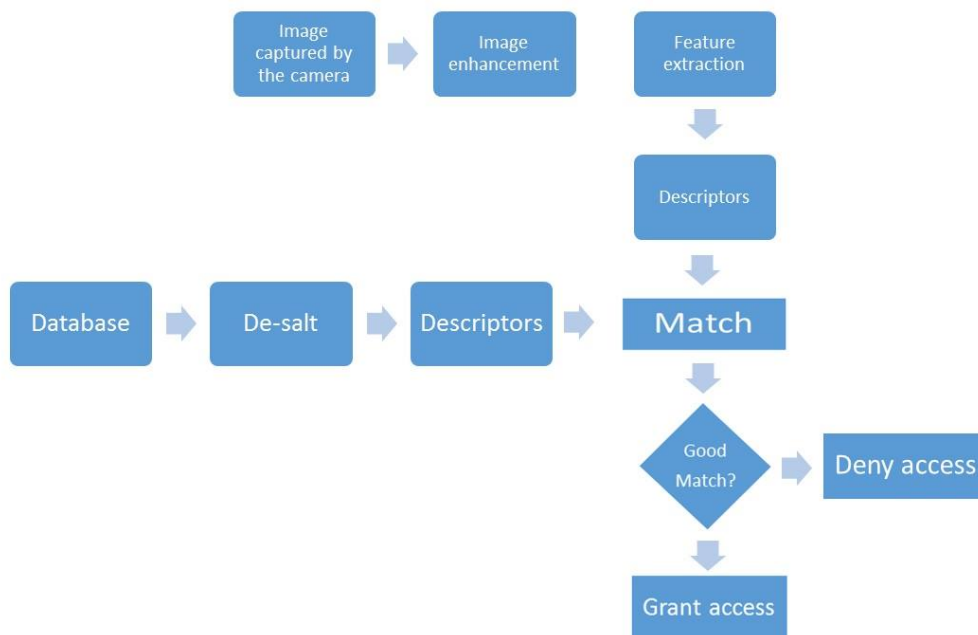 Image
captured by
the camera
Image
enhancement
Feature
extraction
Descriptors
Database
De-salt
Descriptors
Match
Good
Match?
Deny access
Grant access